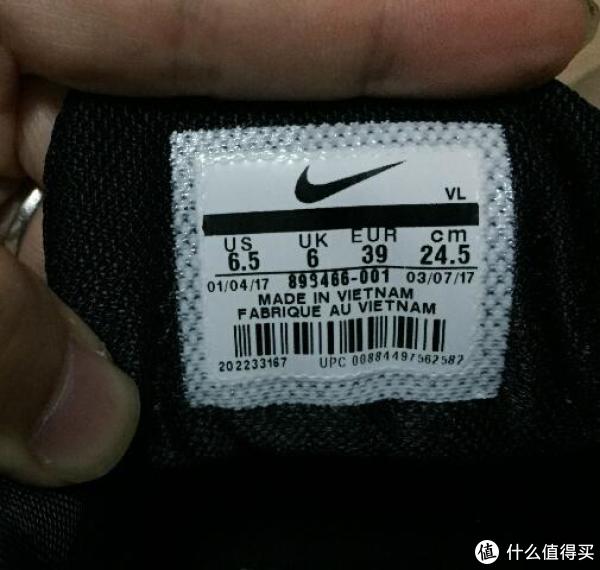 VL
US UK EUR cm
6.5 6 39 24.5
01/04/17 893466-001 03/07/17
MADE IN VIETNAM
FABRIQUE AU VIETNAM
202233167 UPC 00884497562582
值 什么值得买